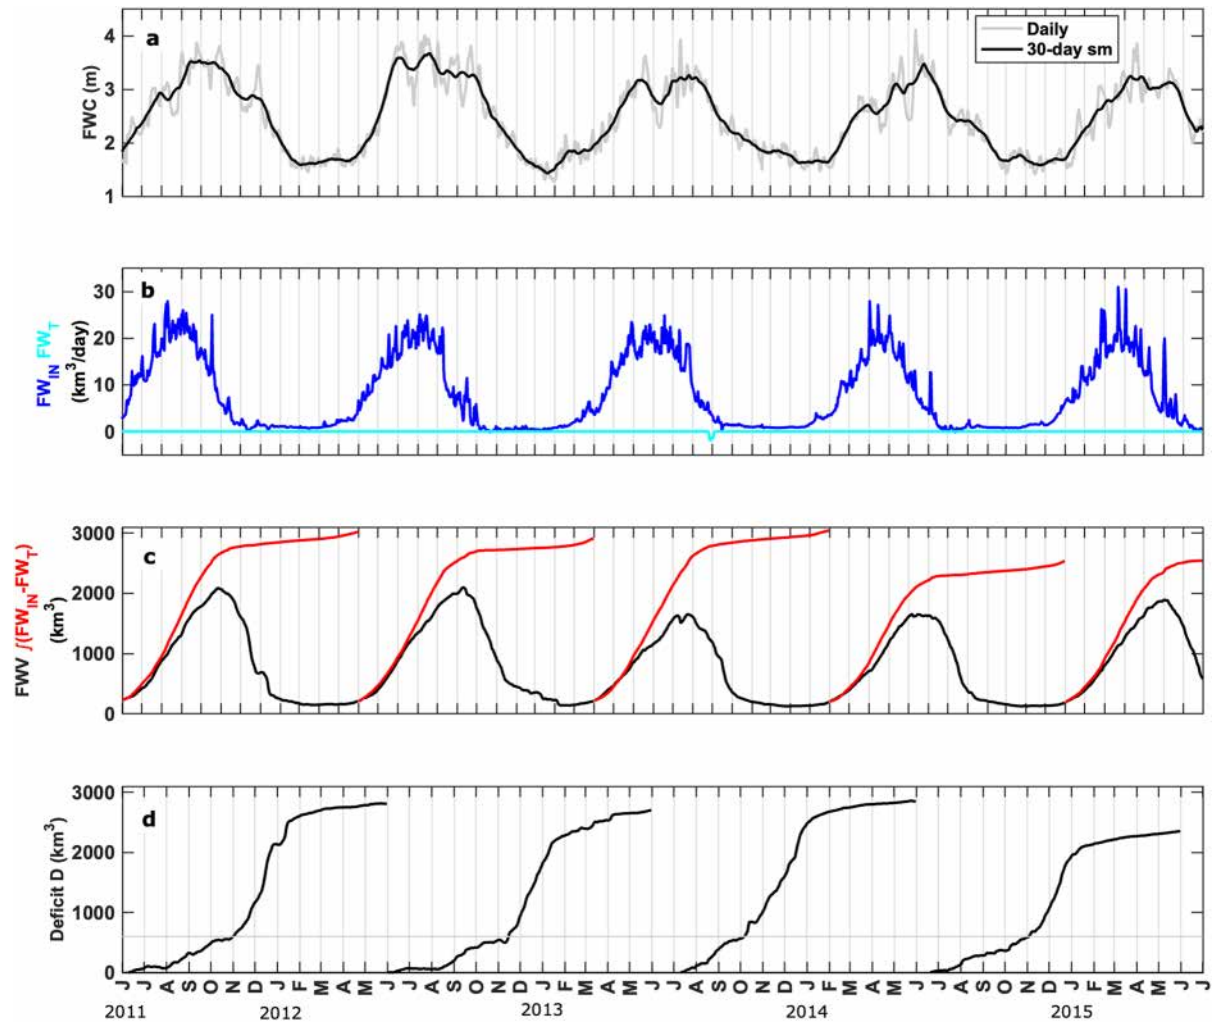 a
Daily
30-day sm
4
3
2
1
FWC (m)
b
30
20
10
0
FW_IN FW_T
(km³/day)
c
3000
2000
1000
0
FWV ∫(FW_IN-FW_T)
(km³)
d
3000
2000
1000
0
Deficit D (km³)
J J A S O N D J F M A M J J A S O N D J F M A M J J A S O N D J F M A M J J A S O N D J F M A M J J
2011 2012 2013 2014 2015